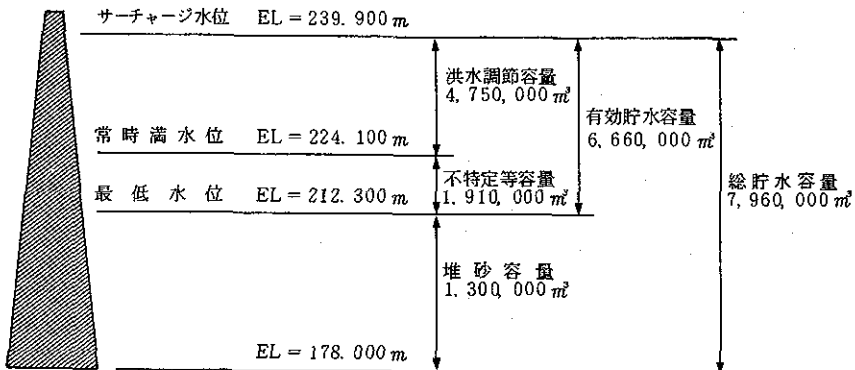 サーチャージ水位 EL = 239. 900 m
洪水調節容量
4, 750, 000 m³
有効貯水容量
6, 660, 000 m³
常時満水位 EL = 224. 100 m
不特定等容量
1, 910, 000 m³
総貯水容量
7, 960, 000 m³
最低水位 EL = 212. 300 m
堆砂容量
1, 300, 000 m³
EL = 178. 000 m